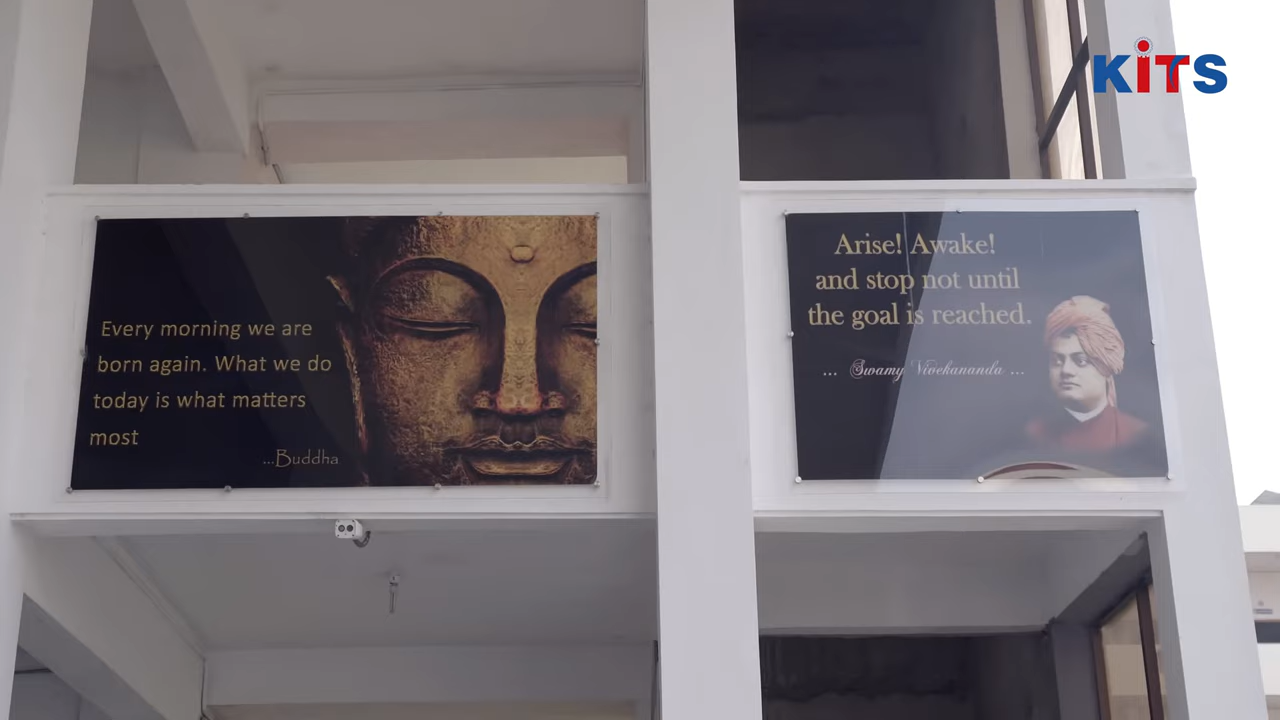 KiTS
Every morning we are
born again. What we do
today is what matters
most
...Buddha
Arise! Awake!
and stop not until
the goal is reached.
... Swamy Vivekananda ...